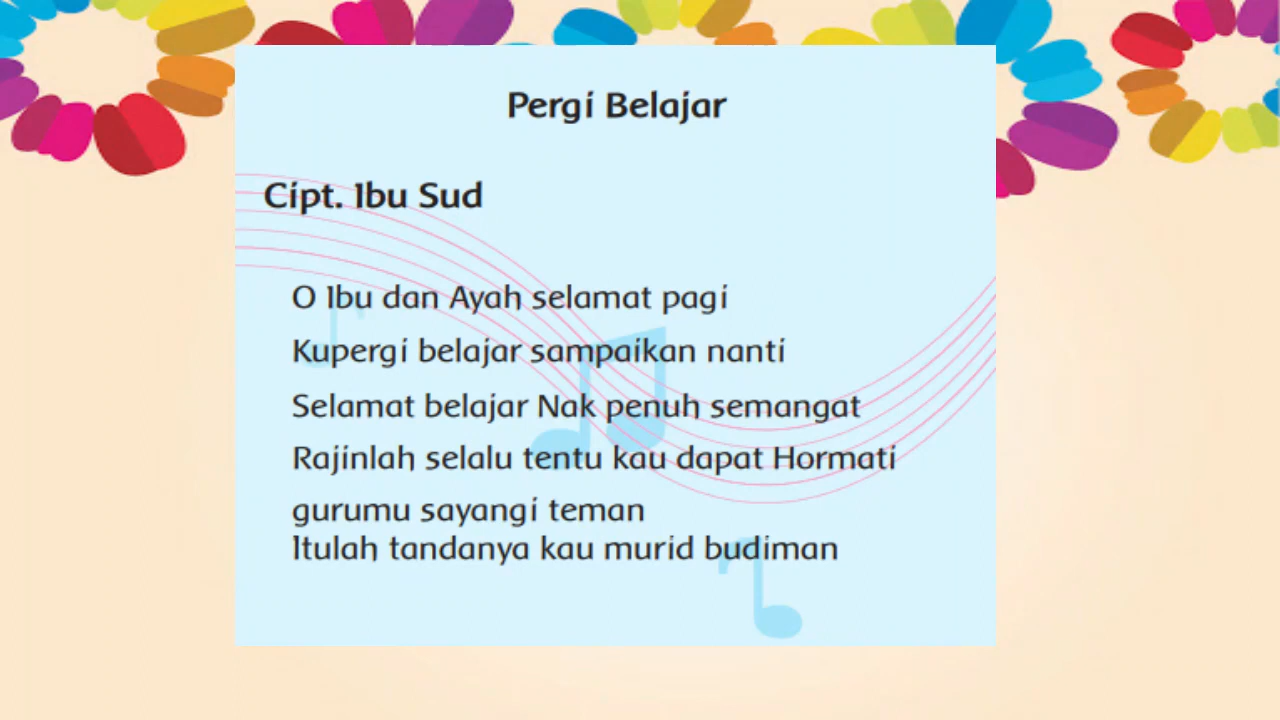 Pergi Belajar
Cipt. Ibu Sud
O Ibu dan Ayah selamat pagi
Kupergi belajar sampaikan nanti
Selamat belajar Nak penuh semangat
Rajinlah selalu tentu kau dapat Hormati
gurumu sayangi teman
Itulah tandanya kau murid budiman